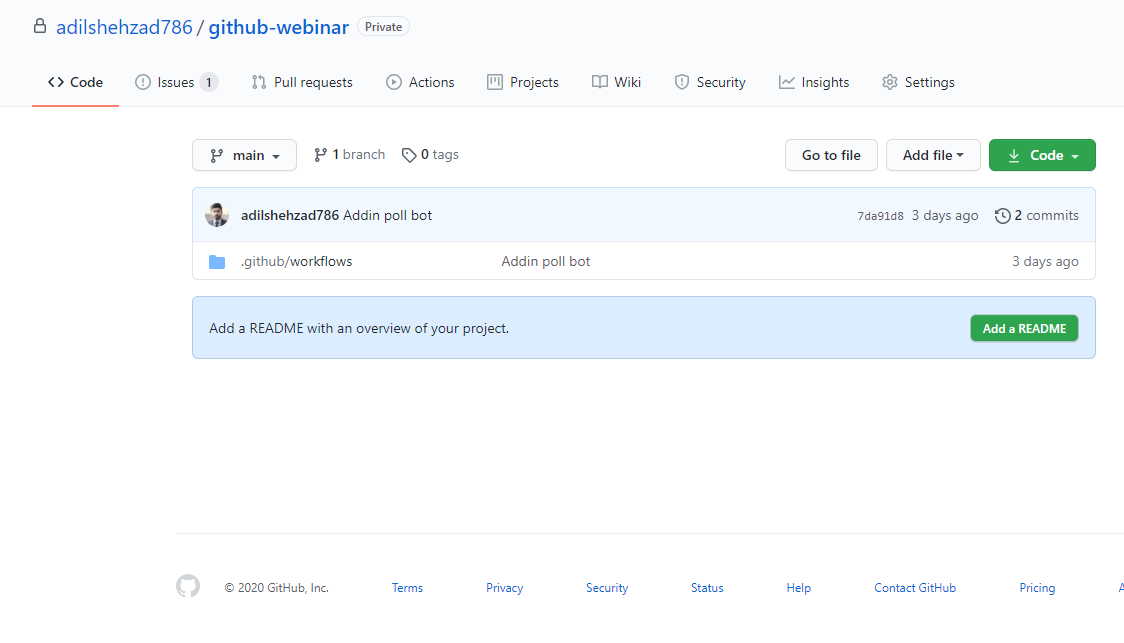 adilshehzad786 / github-webinar Private
Code Issues 1 Pull requests Actions Projects Wiki Security Insights Settings
main 1 branch 0 tags Go to file Add file Code
adilshehzad786 Addin poll bot 7da91d8 3 days ago 2 commits
.github/workflows Addin poll bot 3 days ago
Add a README with an overview of your project. Add a README
© 2020 GitHub, Inc. Terms Privacy Security Status Help Contact GitHub Pricing